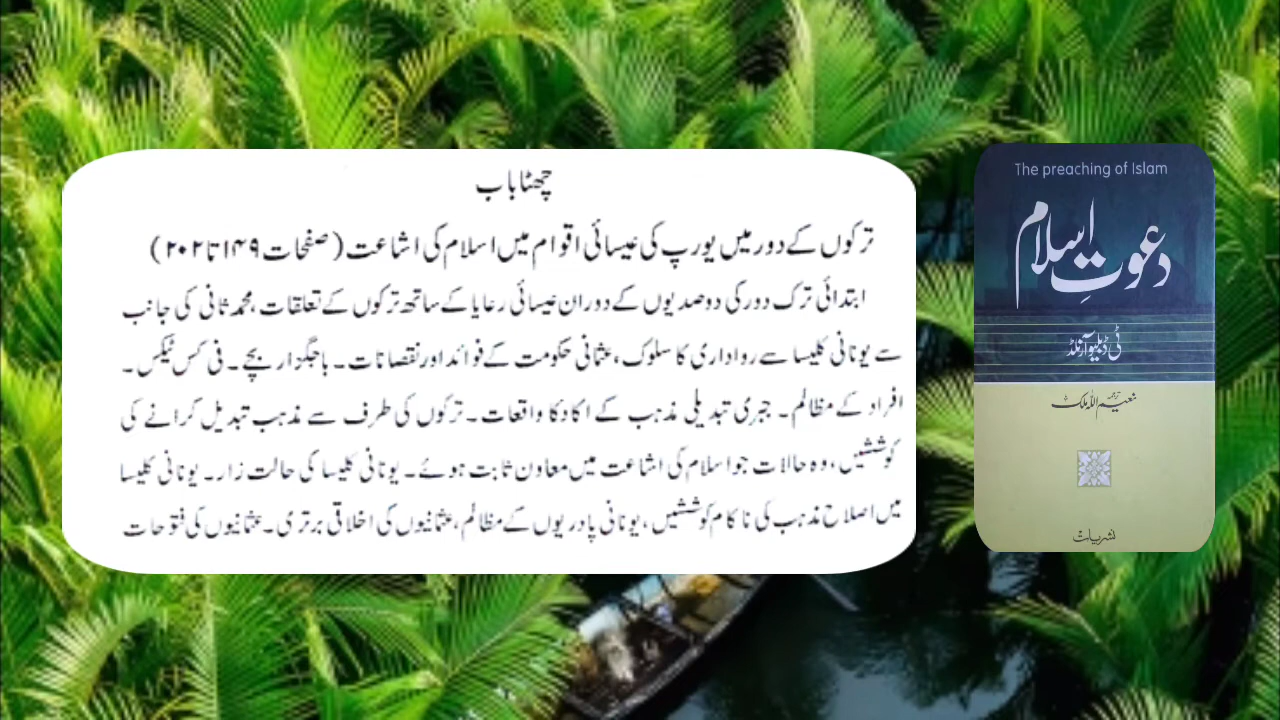 چھٹا باب
ترکوں کے دور میں یورپ کی عیسائی اقوام میں اسلام کی اشاعت (صفحات ۱۴۹ تا ۲۰۲)
ابتدائی ترک دور کی دو صدیوں کے دوران عیسائی رعایا کے ساتھ ترکوں کے تعلقات، محمد ثانی کی جانب
سے یونانی کلیسا سے رواداری کا سلوک، عثمانی حکومت کے فوائد اور نقصانات۔ باجگزار بچے۔ فی کس ٹیکس۔
افراد کے مظالم۔ جبری تبدیلی مذہب کے اکا دکا واقعات۔ ترکوں کی طرف سے مذہب تبدیل کرانے کی
کوششیں، وہ حالات جو اسلام کی اشاعت میں معاون ثابت ہوئے۔ یونانی کلیسا کی حالت زار۔ یونانی کلیسا
میں اصلاح مذہب کی ناکام کوششیں، یونانی پادریوں کے مظالم، عثمانیوں کی اخلاقی برتری۔ عثمانیوں کی فتوحات
The preaching of Islam
دعوتِ اسلام
ٹی ڈبلیو آرنلڈ
ترجمہ
نعیم اللہ ملک
نشریات